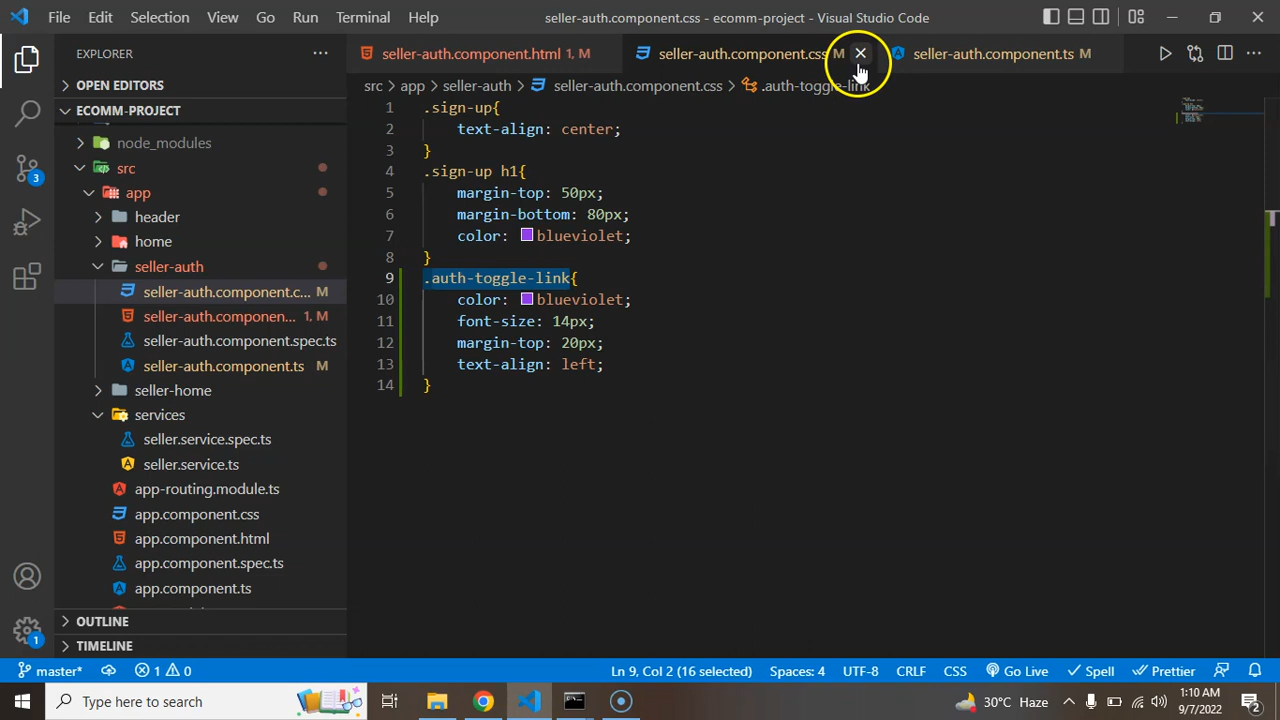 File Edit Selection View Go Run Terminal Help seller-auth.component.css - ecomm-project - Visual Studio Code
EXPLORER
seller-auth.component.html 1, M
seller-auth.component.css M
seller-auth.component.ts M
OPEN EDITORS
src > app > seller-auth > seller-auth.component.css > .auth-toggle-link
ECOMM-PROJECT
node_modules
src
app
header
home
seller-auth
seller-auth.component.c... M
seller-auth.componen... 1, M
seller-auth.component.spec.ts
seller-auth.component.ts M
seller-home
services
seller.service.spec.ts
seller.service.ts
app-routing.module.ts
app.component.css
app.component.html
app.component.spec.ts
app.component.ts
OUTLINE
TIMELINE
1 .sign-up{
2 text-align: center;
3 }
4 .sign-up h1{
5 margin-top: 50px;
6 margin-bottom: 80px;
7 color: blueviolet;
8 }
9 .auth-toggle-link{
10 color: blueviolet;
11 font-size: 14px;
12 margin-top: 20px;
13 text-align: left;
14 }
3
1
master* 1 0 Ln 9, Col 2 (16 selected) Spaces: 4 UTF-8 CRLF CSS Go Live Spell Prettier
Type here to search
30°C Haze
1:10 AM
9/7/2022
2